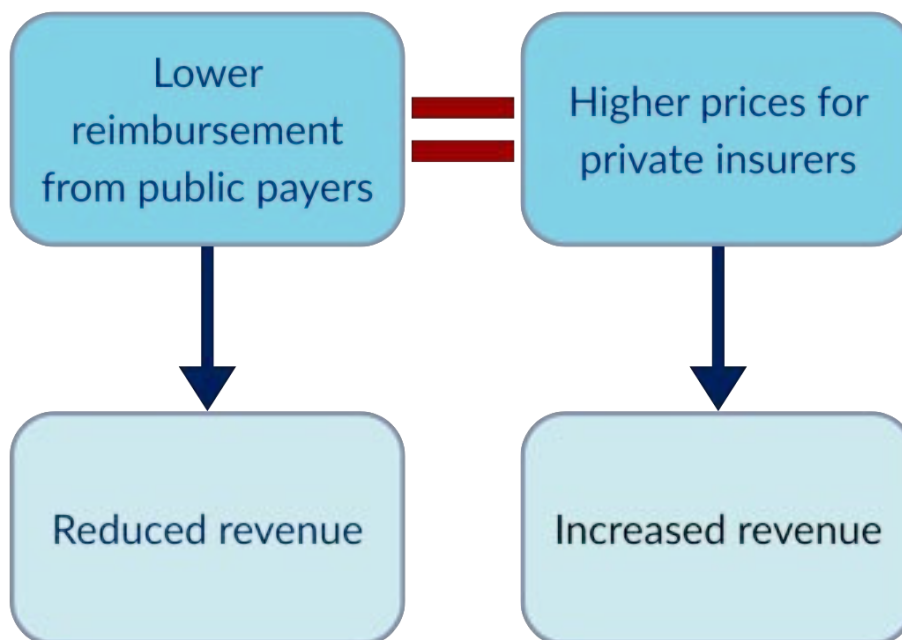 Lower
reimbursement
from public payers
Higher prices for
private insurers
Reduced revenue
Increased revenue